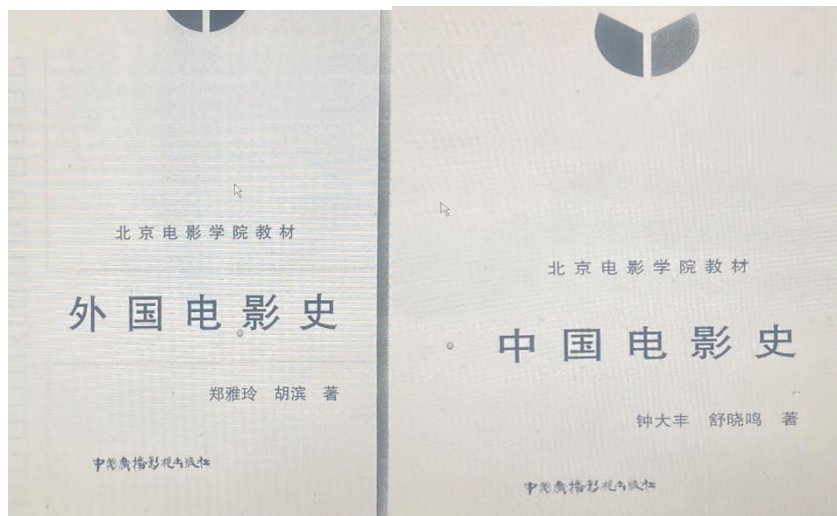 北京电影学院教材
外国电影史
郑雅玲 胡滨 著
中国广播影视出版社
北京电影学院教材
中国电影史
钟大丰 舒晓鸣 著
中国广播影视出版社